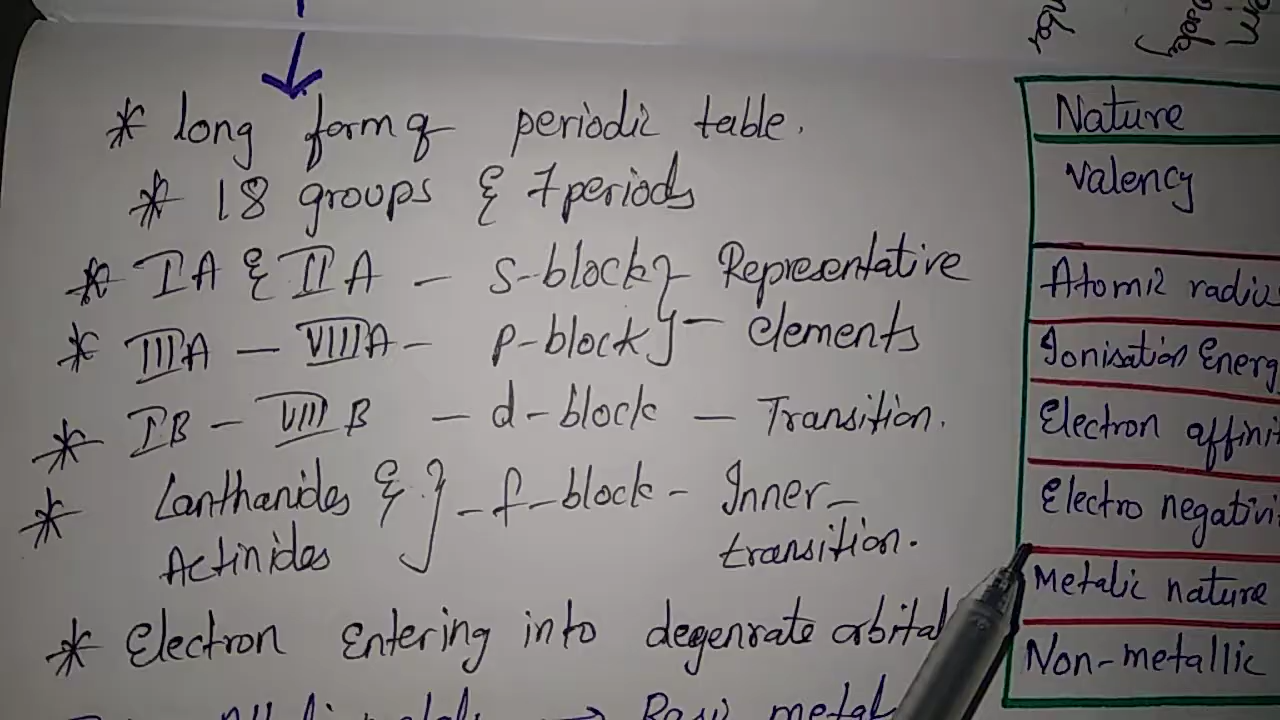 * long form of periodic table.
* 18 groups & 7 periods
* IA & IIA - s-block } Representative
* IIIA - VIIIA - p-block } - elements
* IB - VIII B - d-block - Transition.
* Lanthanides & } - f-block - Inner-
Actinides transition.
* Electron Entering into degenrate orbital
metal
Nature
Valency
Atomic radiu
Ionisation Energ
Electron affinit
Electro negativi
Metalic nature
Non-metallic